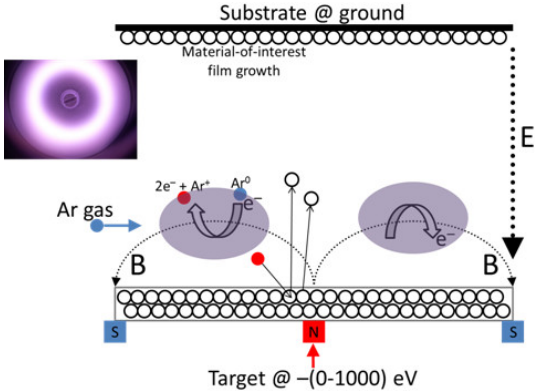 Substrate @ ground
Material-of-interest
film growth
E
2e⁻ + Ar⁺
Ar⁰
e⁻
Ar gas
e⁻
B
B
S
N
S
Target @ –(0-1000) eV